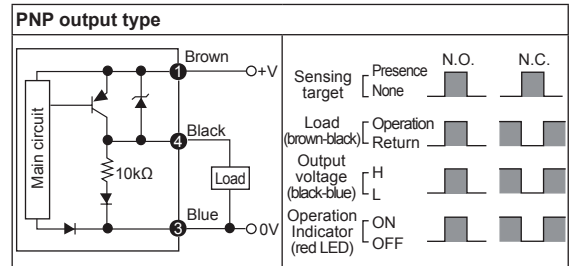 PNP output type
Main circuit
1
Brown
+V
4
Black
10kΩ
Load
3
Blue
0V
N.O.
N.C.
Sensing
target
Presence
None
Load
(brown-black)
Operation
Return
Output
voltage
(black-blue)
H
L
Operation
Indicator
(red LED)
ON
OFF